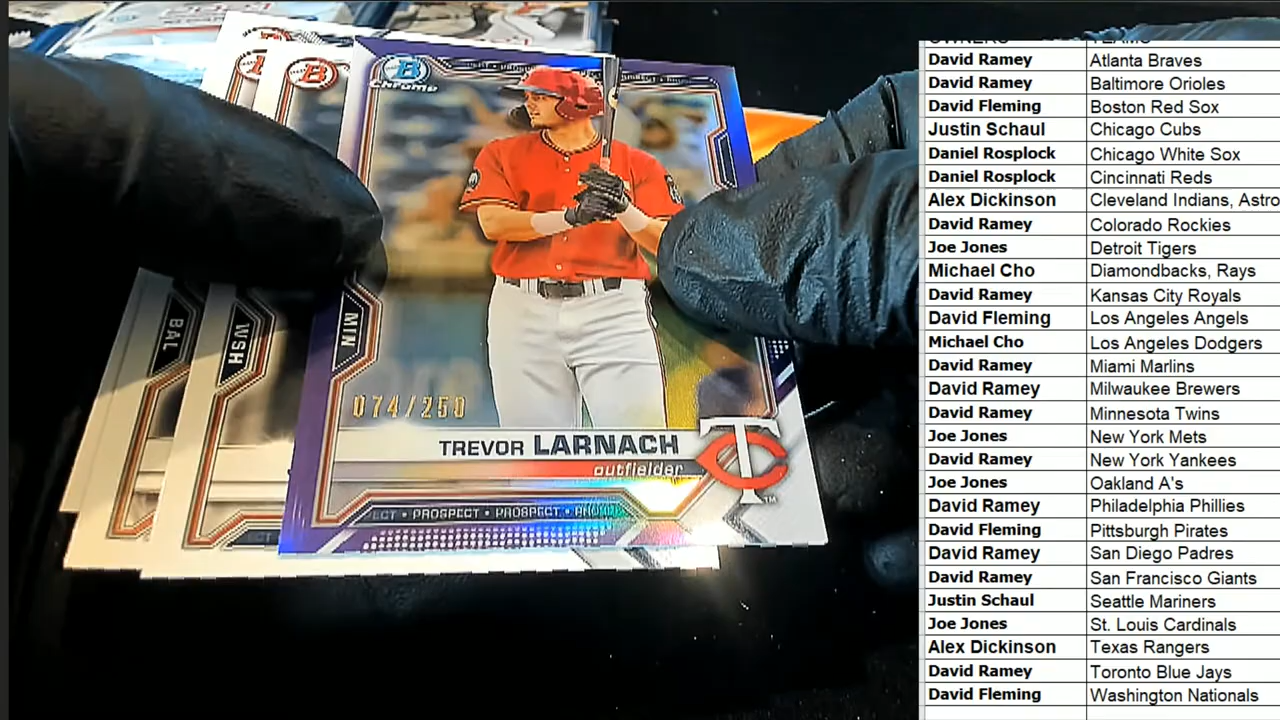 B
Chrome
BAL
WSH
MIN
074/250
TREVOR LARNACH
outfielder
ECT • PROSPECT • PROSPECT •
TC
TM
David Ramey Atlanta Braves
David Ramey Baltimore Orioles
David Fleming Boston Red Sox
Justin Schaul Chicago Cubs
Daniel Rosplock Chicago White Sox
Daniel Rosplock Cincinnati Reds
Alex Dickinson Cleveland Indians, Astro
David Ramey Colorado Rockies
Joe Jones Detroit Tigers
Michael Cho Diamondbacks, Rays
David Ramey Kansas City Royals
David Fleming Los Angeles Angels
Michael Cho Los Angeles Dodgers
David Ramey Miami Marlins
David Ramey Milwaukee Brewers
David Ramey Minnesota Twins
Joe Jones New York Mets
David Ramey New York Yankees
Joe Jones Oakland A's
David Ramey Philadelphia Phillies
David Fleming Pittsburgh Pirates
David Ramey San Diego Padres
David Ramey San Francisco Giants
Justin Schaul Seattle Mariners
Joe Jones St. Louis Cardinals
Alex Dickinson Texas Rangers
David Ramey Toronto Blue Jays
David Fleming Washington Nationals